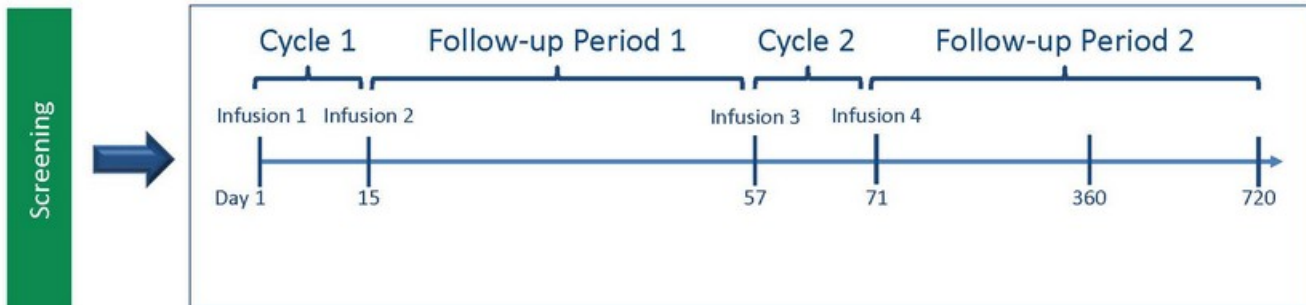 Screening
Cycle 1 Follow-up Period 1 Cycle 2 Follow-up Period 2
Infusion 1 Infusion 2 Infusion 3 Infusion 4
Day 1 15 57 71 360 720